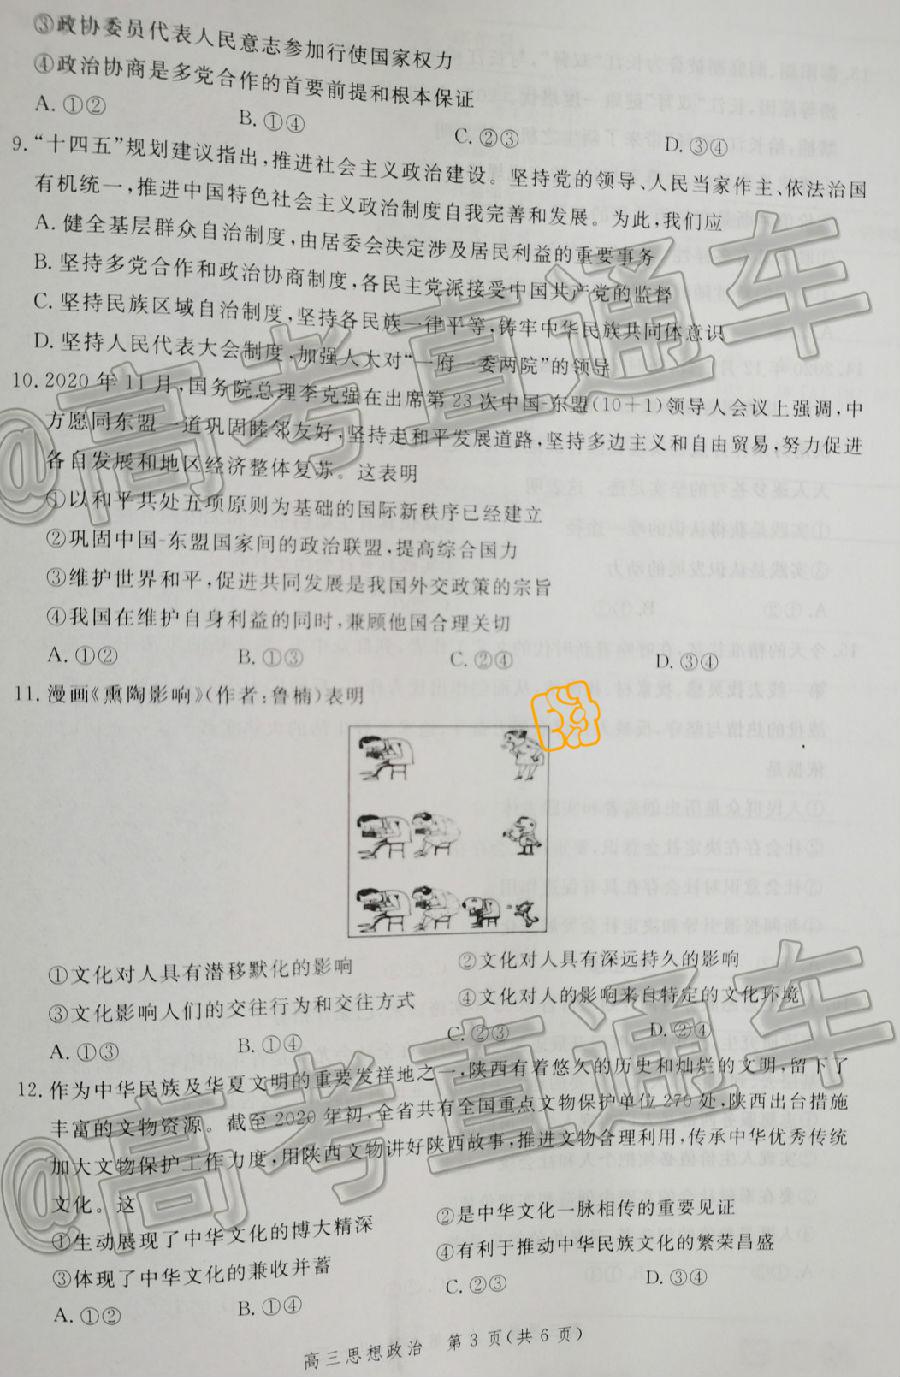 ③政协委员代表人民意志参加行使国家权力
④政治协商是多党合作的首要前提和根本保证
A. ①② B. ①④ C. ②③ D. ③④
9. “十四五”规划建议指出，推进社会主义政治建设。坚持党的领导、人民当家作主、依法治国
有机统一，推进中国特色社会主义政治制度自我完善和发展。为此，我们应
A. 健全基层群众自治制度，由居委会决定涉及居民利益的重要事务
B. 坚持多党合作和政治协商制度，各民主党派接受中国共产党的监督
C. 坚持民族区域自治制度，坚持各民族一律平等，铸牢中华民族共同体意识
D. 坚持人民代表大会制度，加强人大对“一府一委两院”的领导
10. 2020年11月，国务院总理李克强在出席第23次中国-东盟(10+1)领导人会议上强调，中
方愿同东盟一道巩固睦邻友好，坚持走和平发展道路，坚持多边主义和自由贸易，努力促进
各自发展和地区经济整体复苏。这表明
①以和平共处五项原则为基础的国际新秩序已经建立
②巩固中国-东盟国家间的政治联盟，提高综合国力
③维护世界和平，促进共同发展是我国外交政策的宗旨
④我国在维护自身利益的同时，兼顾他国合理关切
A. ①② B. ①③ C. ②④ D. ③④
11. 漫画《熏陶影响》(作者:鲁楠)表明
①文化对人具有潜移默化的影响 ②文化对人具有深远持久的影响
③文化影响人们的交往行为和交往方式 ④文化对人的影响来自特定的文化环境
A. ①③ B. ①④ C. ②③ D. ②④
12. 作为中华民族及华夏文明的重要发祥地之一，陕西有着悠久的历史和灿烂的文明，留下了
丰富的文物资源。截至2020年初，全省共有全国重点文物保护单位270处，陕西出台措施
加大文物保护工作力度，用陕西文物讲好陕西故事，推进文物合理利用，传承中华优秀传统
文化。这
①生动展现了中华文化的博大精深 ②是中华文化一脉相传的重要见证
③体现了中华文化的兼收并蓄 ④有利于推动中华民族文化的繁荣昌盛
A. ①② B. ①④ C. ②③ D. ③④
高三思想政治 第3页(共6页)
@高考直通车
@高考直通车